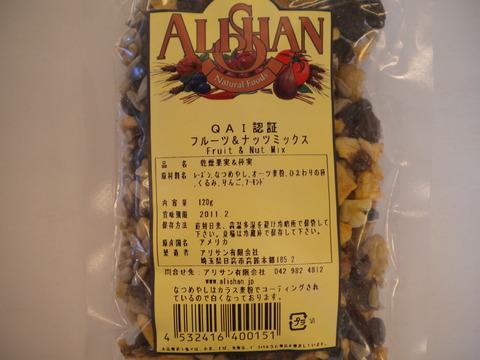 ALISHAN
Natural Foods
QAI認証
フルーツ&ナッツミックス
Fruit & Nut Mix
品 名 乾燥果実&種実
原材料名 レーズン,なつめやし、オーツ麦粉、ひまわりの種
、くるみ、りんご、アーモンド
内容量 120g
賞味期限 2011.2
保存方法 直射日光、高温多湿を避け冷暗所で保管して
下さい。夏場は冷蔵庫で保存して下さい。
原産国名 アメリカ
製造者 アリサン有限会社
埼玉県日高市高麗本郷185.2
問合せ先:アリサン有限会社 042 982 4812
www.alishan.jp
なつめやしはカラス麦粉でコーティングされ
ているので白くなっております。
4 532416 400151
プラ